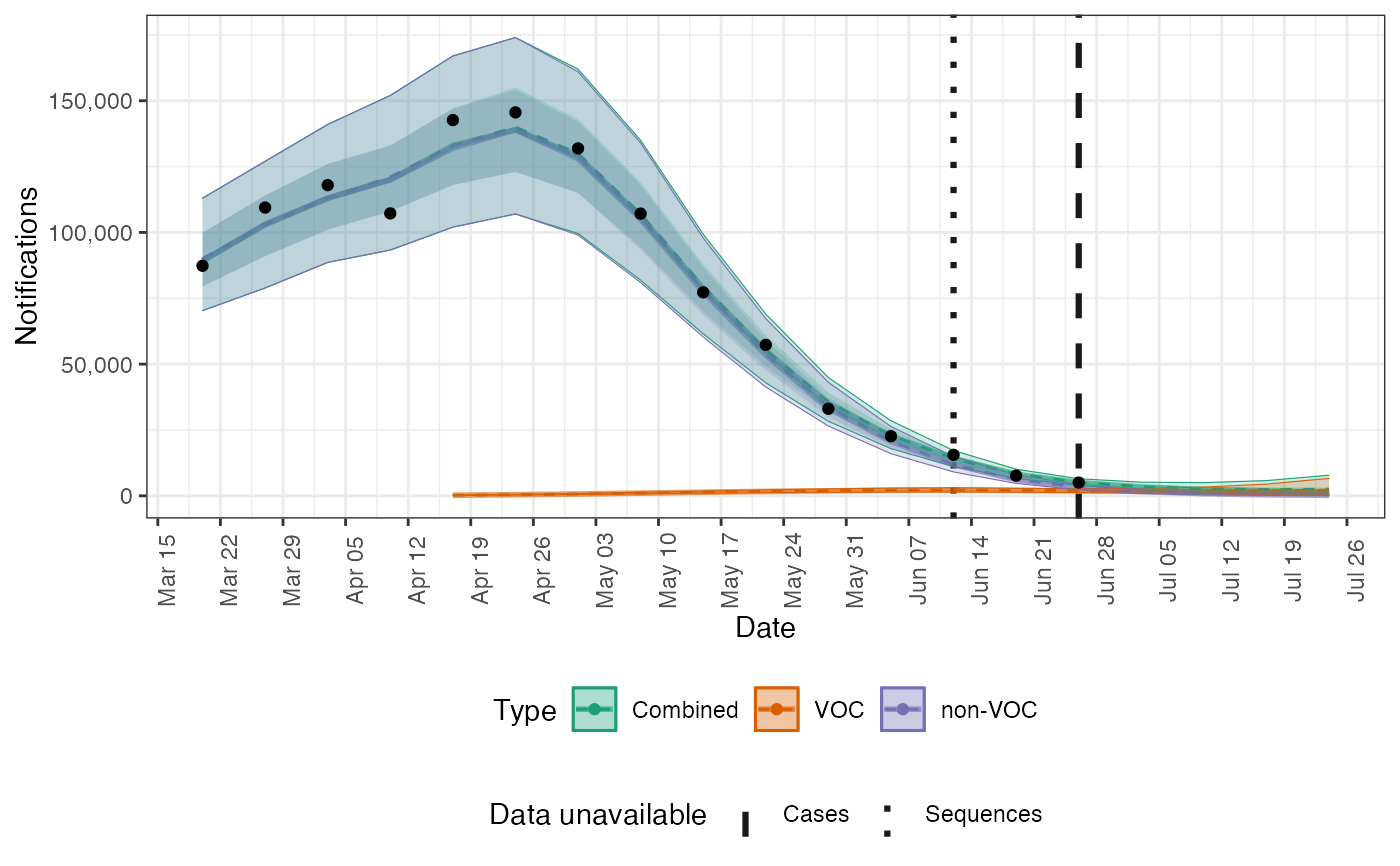 Notifications
150,000
100,000
50,000
0
Mar 15
Mar 22
Mar 29
Apr 05
Apr 12
Apr 19
Apr 26
May 03
May 10
May 17
May 24
May 31
Jun 07
Jun 14
Jun 21
Jun 28
Jul 05
Jul 12
Jul 19
Jul 26
Date
Type Combined VOC non-VOC
Data unavailable Cases Sequences